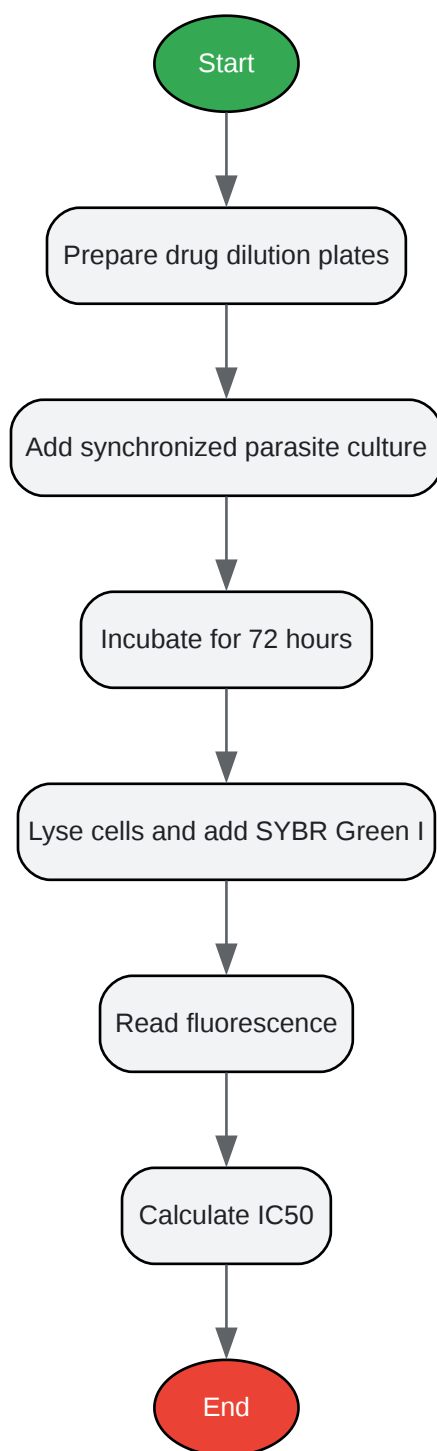 Start
Prepare drug dilution plates
Add synchronized parasite culture
Incubate for 72 hours
Lyse cells and add SYBR Green I
Read fluorescence
Calculate IC50
End